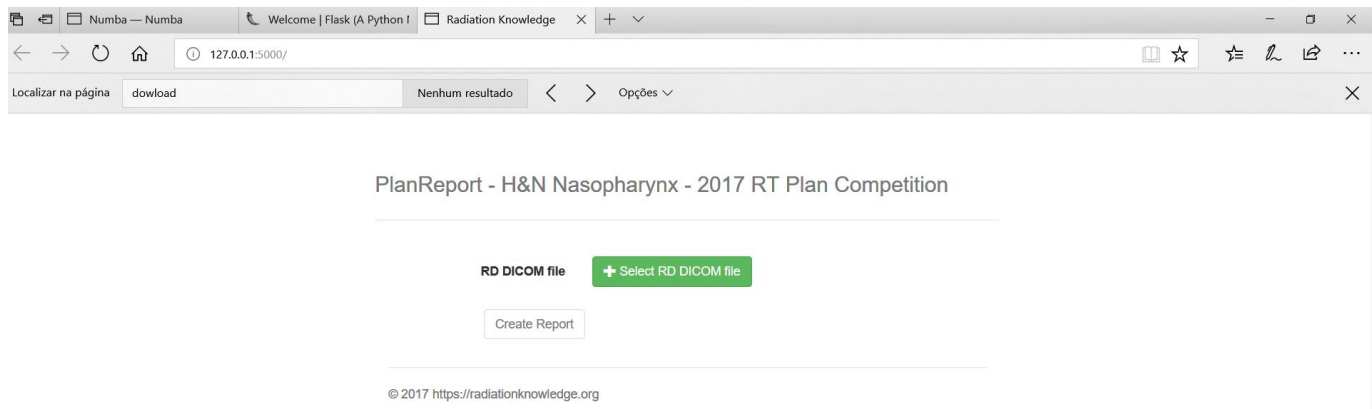 Numba — Numba
Welcome | Flask (A Python
Radiation Knowledge
127.0.0.1:5000/
Localizar na página
dowload
Nenhum resultado
Opções
PlanReport - H&N Nasopharynx - 2017 RT Plan Competition
RD DICOM file
Select RD DICOM file
Create Report
© 2017 https://radiationknowledge.org